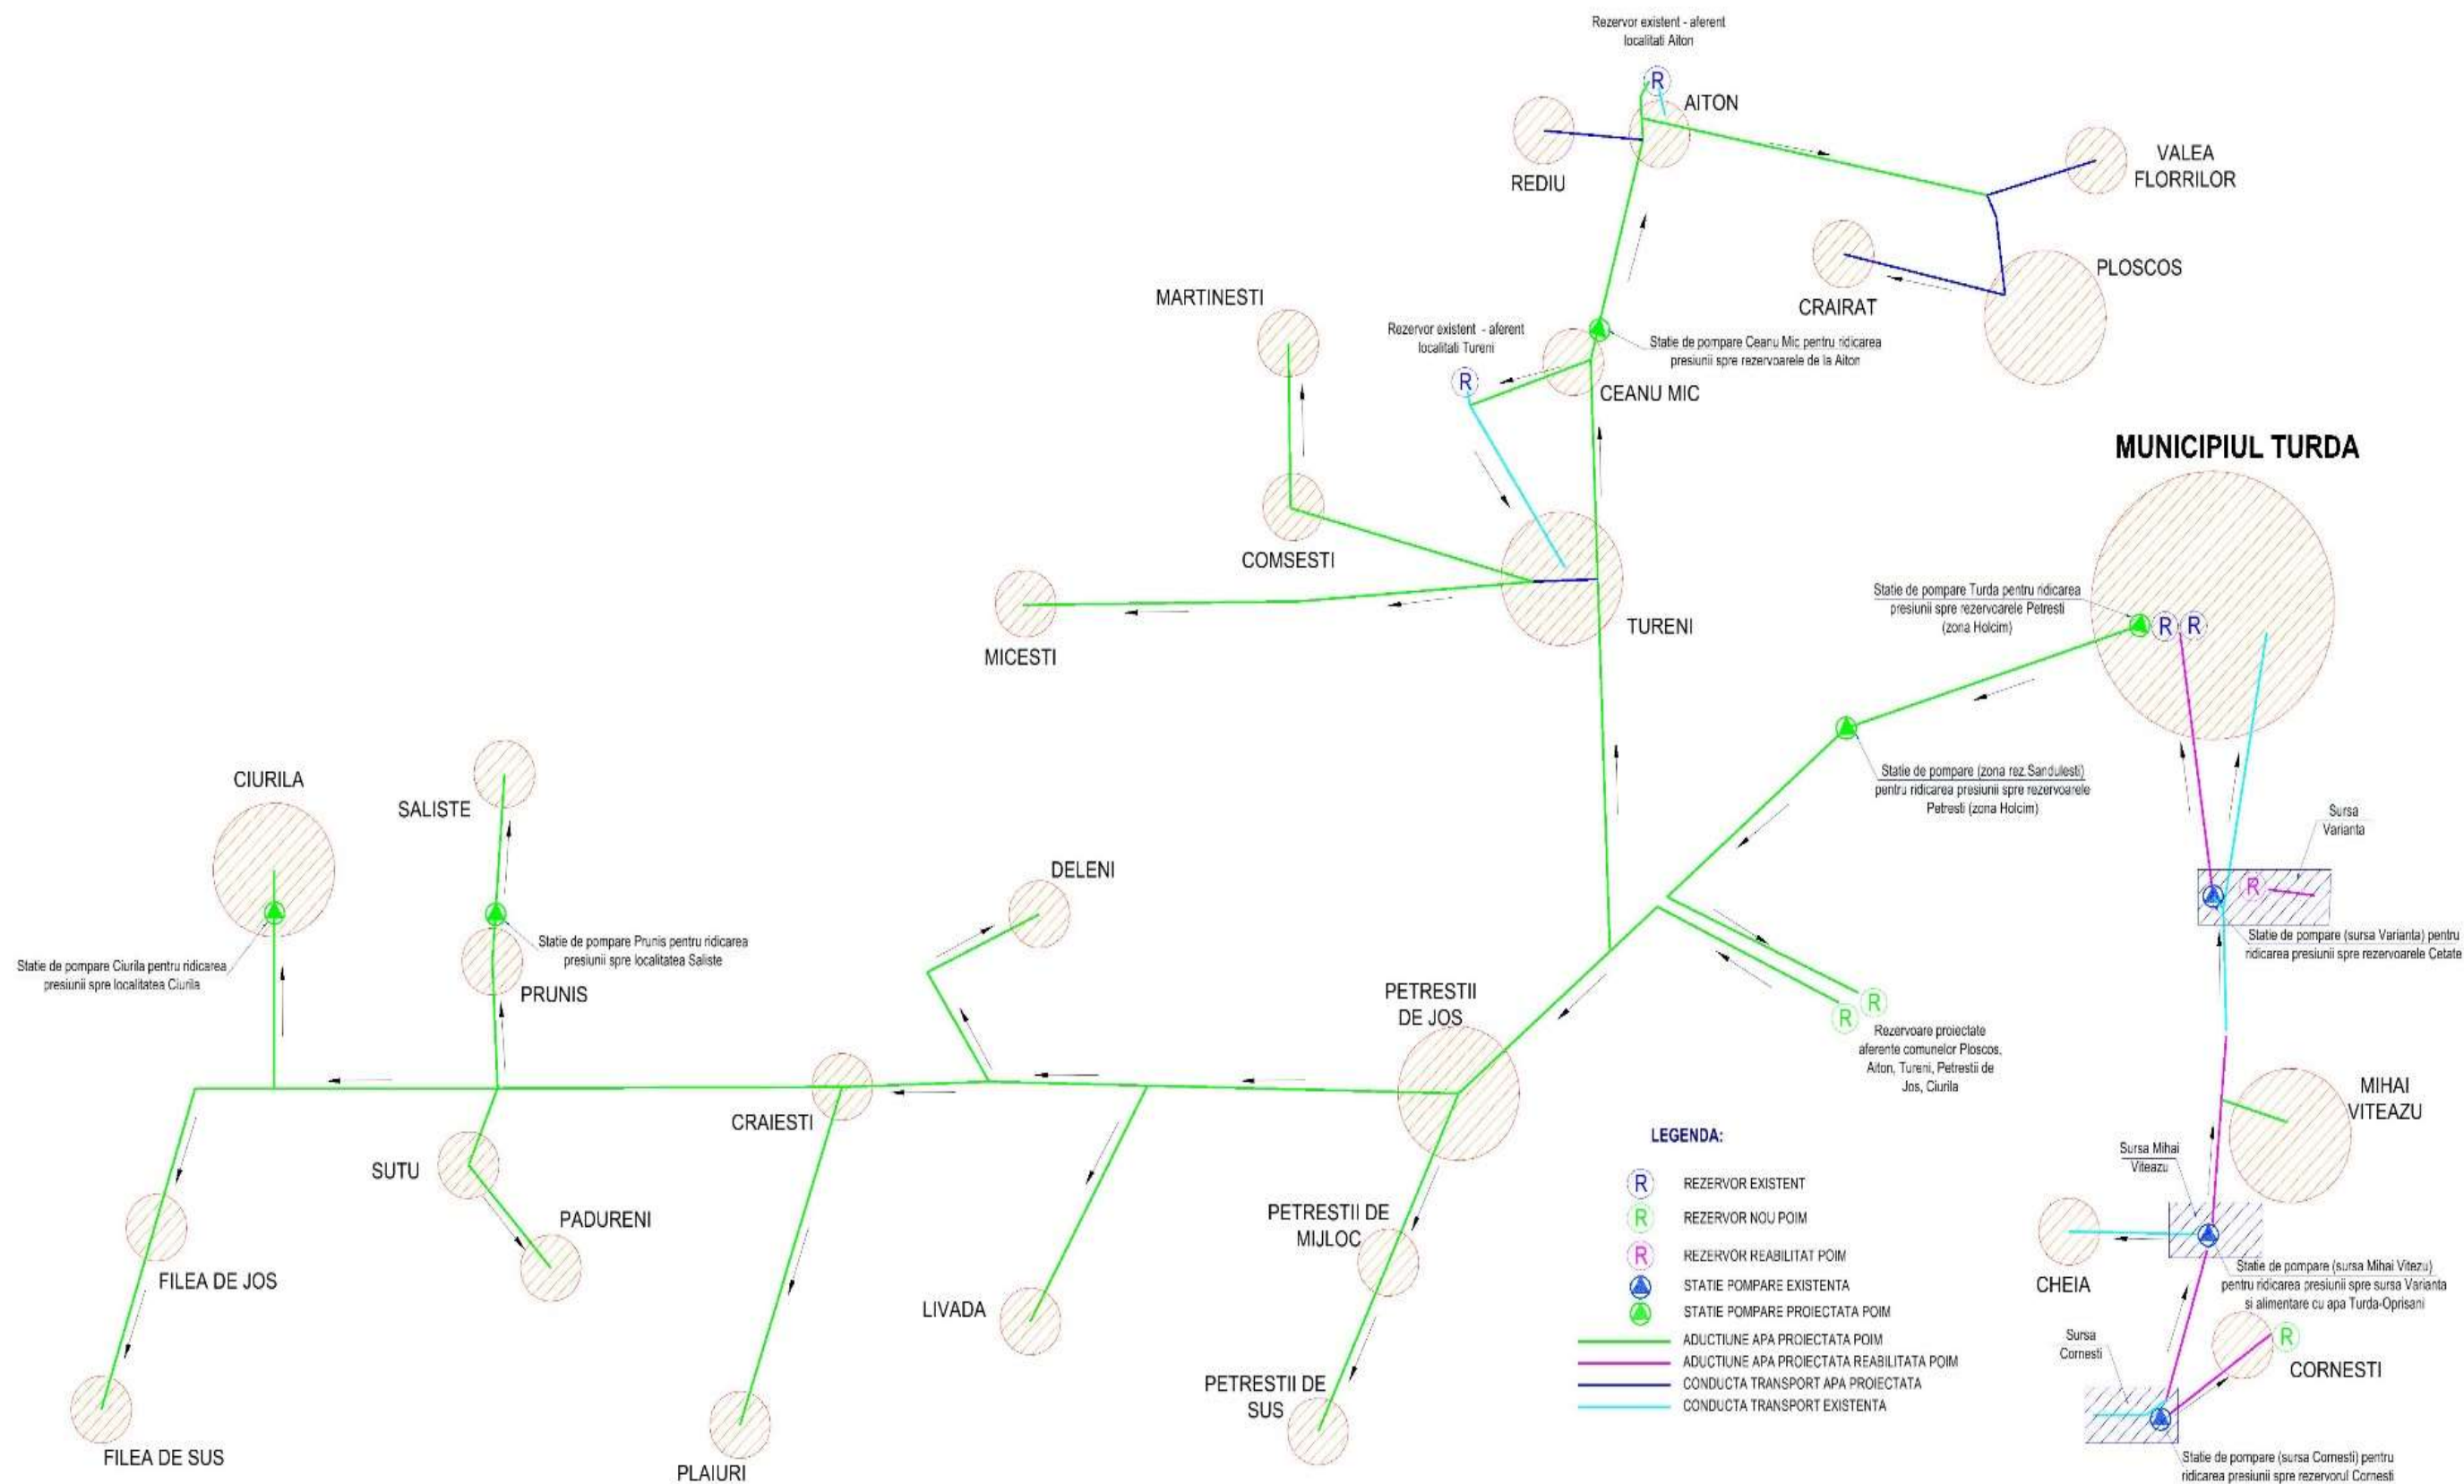 Rezervor existent - aferent
localitati Aiton
R
AITON
REDIU
VALEA
FLORRILOR
PLOSCOS
CRAIRAT
MARTINESTI
Rezervor existent - aferent
localitati Tureni
R
Statie de pompare Ceanu Mic pentru ridicarea
presiunii spre rezervoarele de la Aiton
CEANU MIC
MUNICIPIUL TURDA
COMSESTI
MICESTI
TURENI
Statie de pompare Turda pentru ridicarea
presiunii spre rezervoarele Petresti
(zona Holcim)
R R
Statie de pompare (zona rez.Sandulesti)
pentru ridicarea presiunii spre rezervoarele
Petresti (zona Holcim)
Sursa
Varianta
R
Statie de pompare (sursa Varianta) pentru
ridicarea presiunii spre rezervoarele Cetate
CIURILA
SALISTE
DELENI
Statie de pompare Ciurila pentru ridicarea
presiunii spre localitatea Ciurila
Statie de pompare Prunis pentru ridicarea
presiunii spre localitatea Saliste
PRUNIS
PETRESTII
DE JOS
R
R
Rezervoare proiectate
aferente comunelor Ploscos,
Aiton, Tureni, Petrestii de
Jos, Ciurila
CRAIESTI
SUTU
PADURENI
FILEA DE JOS
FILEA DE SUS
PLAIURI
LIVADA
PETRESTII DE
MIJLOC
PETRESTII DE
SUS
MIHAI
VITEAZU
Sursa Mihai
Viteazu
CHEIA
Statie de pompare (sursa Mihai Vitezu)
pentru ridicarea presiunii spre sursa Varianta
si alimentare cu apa Turda-Oprisani
Sursa
Cornesti
R
CORNESTI
Statie de pompare (sursa Cornesti) pentru
ridicarea presiunii spre rezervorul Cornesti
LEGENDA:
R REZERVOR EXISTENT
R REZERVOR NOU POIM
R REZERVOR REABILITAT POIM
STATIE POMPARE EXISTENTA
STATIE POMPARE PROIECTATA POIM
ADUCTIUNE APA PROIECTATA POIM
ADUCTIUNE APA PROIECTATA REABILITATA POIM
CONDUCTA TRANSPORT APA PROIECTATA
CONDUCTA TRANSPORT EXISTENTA